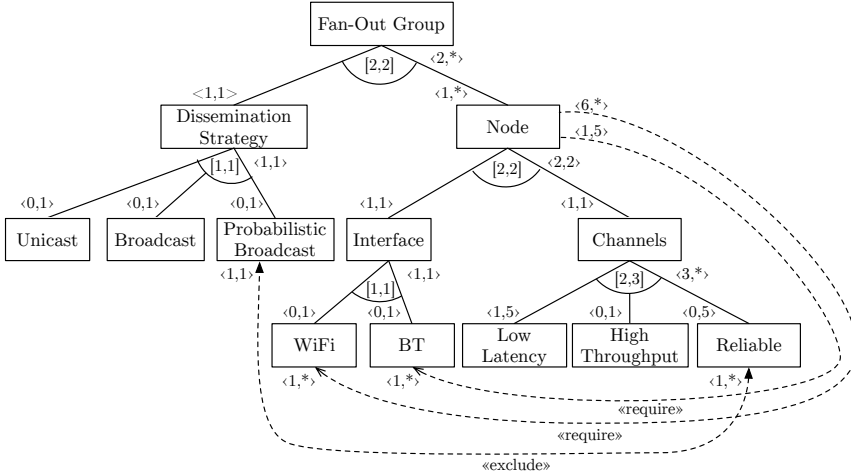 Fan-Out Group
[2,2]
‹2,*›
<1,1>
‹1,*›
Dissemination
Strategy
Node
‹6,*›
‹1,5›
[1,1]
‹1,1›
[2,2]
‹2,2›
‹0,1›
‹0,1›
‹0,1›
‹1,1›
‹1,1›
Unicast
Broadcast
Probabilistic
Broadcast
Interface
Channels
‹1,1›
[1,1]
‹1,1›
[2,3]
‹3,*›
‹0,1›
‹0,1›
‹1,5›
‹0,1›
‹0,5›
WiFi
BT
Low
Latency
High
Throughput
Reliable
‹1,*›
‹1,*›
‹1,*›
«require»
«require»
«exclude»